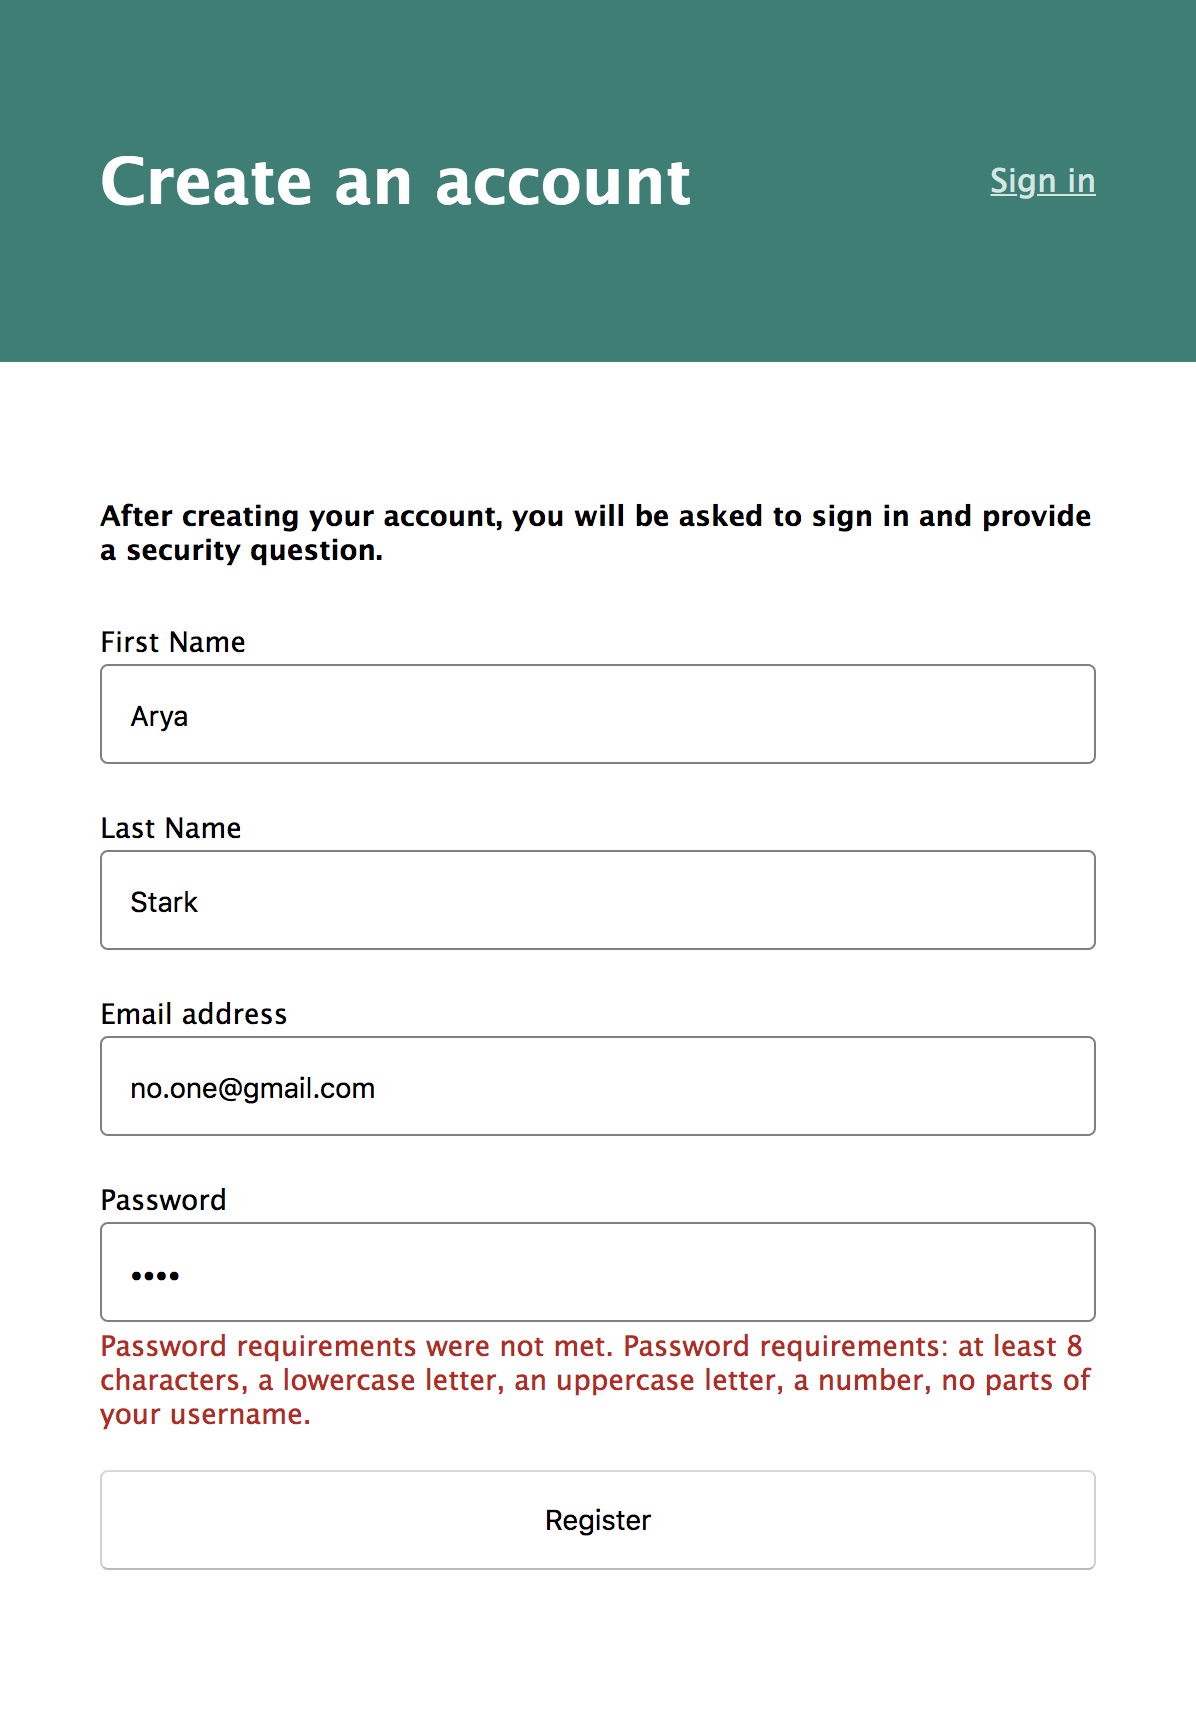 Create an account
Sign in
After creating your account, you will be asked to sign in and provide
a security question.
First Name
Arya
Last Name
Stark
Email address
no.one@gmail.com
Password
••••
Password requirements were not met. Password requirements: at least 8
characters, a lowercase letter, an uppercase letter, a number, no parts of
your username.
Register